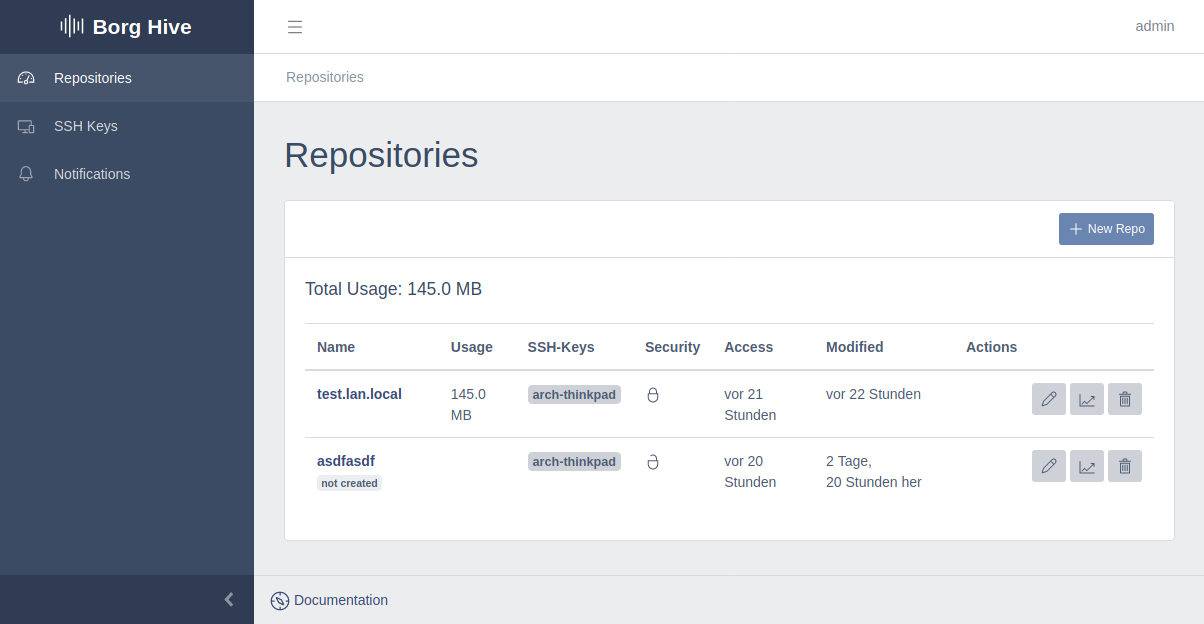 Borg Hive
admin
Repositories
SSH Keys
Notifications
Repositories
Repositories
New Repo
Total Usage: 145.0 MB
Name Usage SSH-Keys Security Access Modified Actions
test.lan.local 145.0 MB arch-thinkpad vor 21 Stunden vor 22 Stunden
asdfasdf not created arch-thinkpad vor 20 Stunden 2 Tage, 20 Stunden her
Documentation